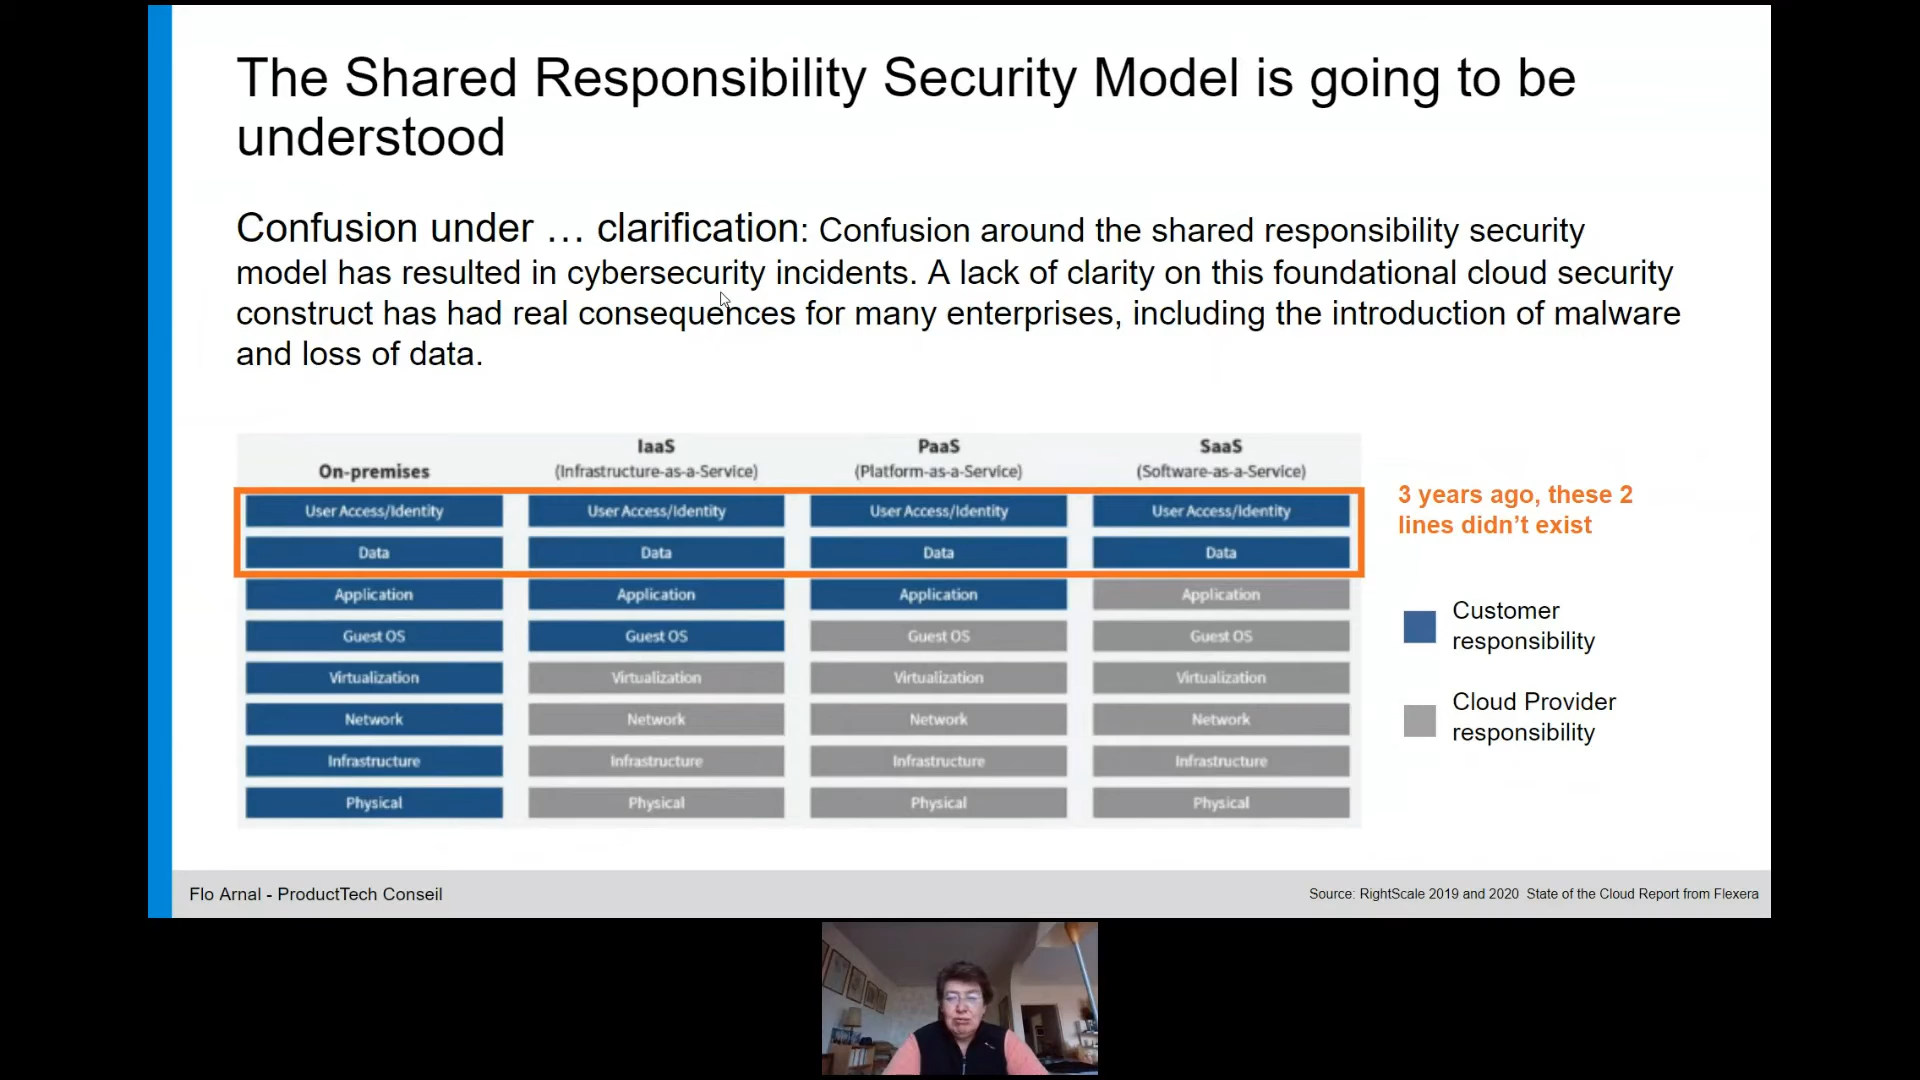 The Shared Responsibility Security Model is going to be
understood
Confusion under … clarification: Confusion around the shared responsibility security
model has resulted in cybersecurity incidents. A lack of clarity on this foundational cloud security
construct has had real consequences for many enterprises, including the introduction of malware
and loss of data.
On-premises
IaaS
(Infrastructure-as-a-Service)
PaaS
(Platform-as-a-Service)
SaaS
(Software-as-a-Service)
User Access/Identity User Access/Identity User Access/Identity User Access/Identity
Data Data Data Data
Application Application Application Application
Guest OS Guest OS Guest OS Guest OS
Virtualization Virtualization Virtualization Virtualization
Network Network Network Network
Infrastructure Infrastructure Infrastructure Infrastructure
Physical Physical Physical Physical
3 years ago, these 2
lines didn’t exist
Customer
responsibility
Cloud Provider
responsibility
Flo Arnal - ProductTech Conseil
Source: RightScale 2019 and 2020 State of the Cloud Report from Flexera